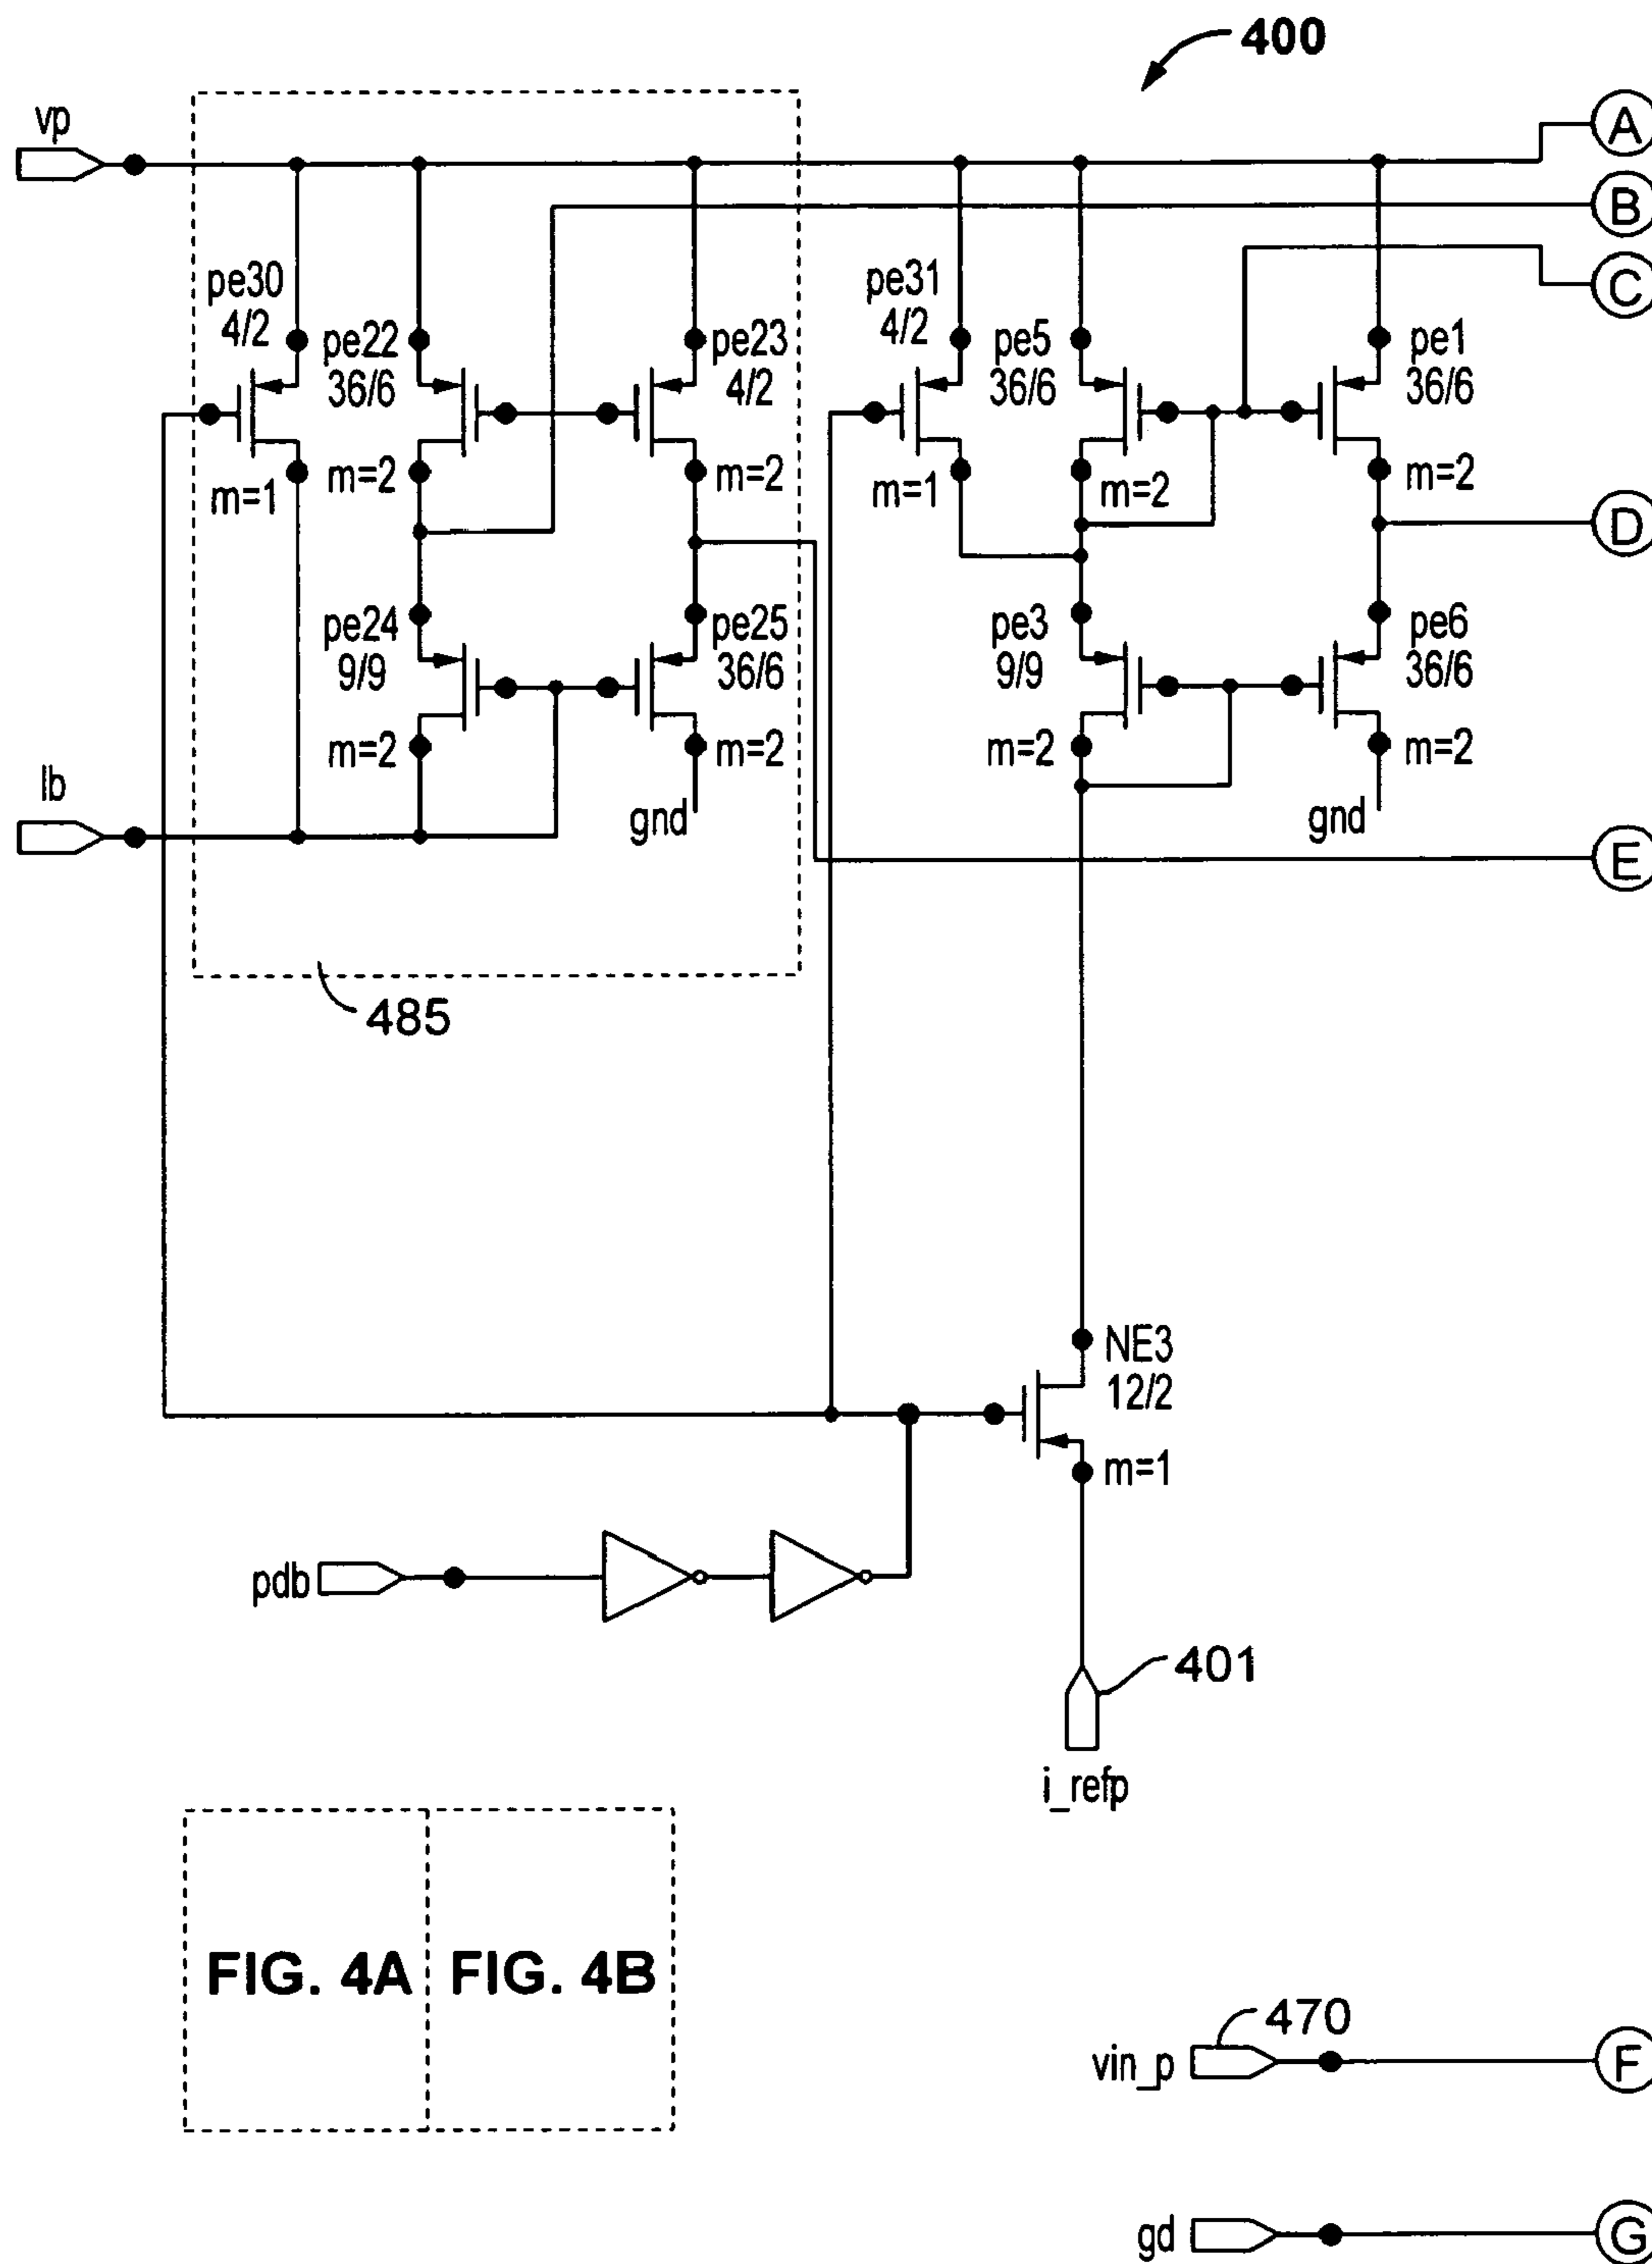 400
vp
A
B
C
pe30
4/2
pe22
36/6
pe23
4/2
pe31
4/2
pe5
36/6
pe1
36/6
m=1
m=2
m=2
m=1
m=2
m=2
D
pe24
9/9
pe25
36/6
pe3
9/9
pe6
36/6
m=2
m=2
m=2
m=2
Ib
gnd
gnd
E
485
NE3
12/2
m=1
pdb
401
i_refp
FIG. 4A
FIG. 4B
470
vin_p
F
gd
G